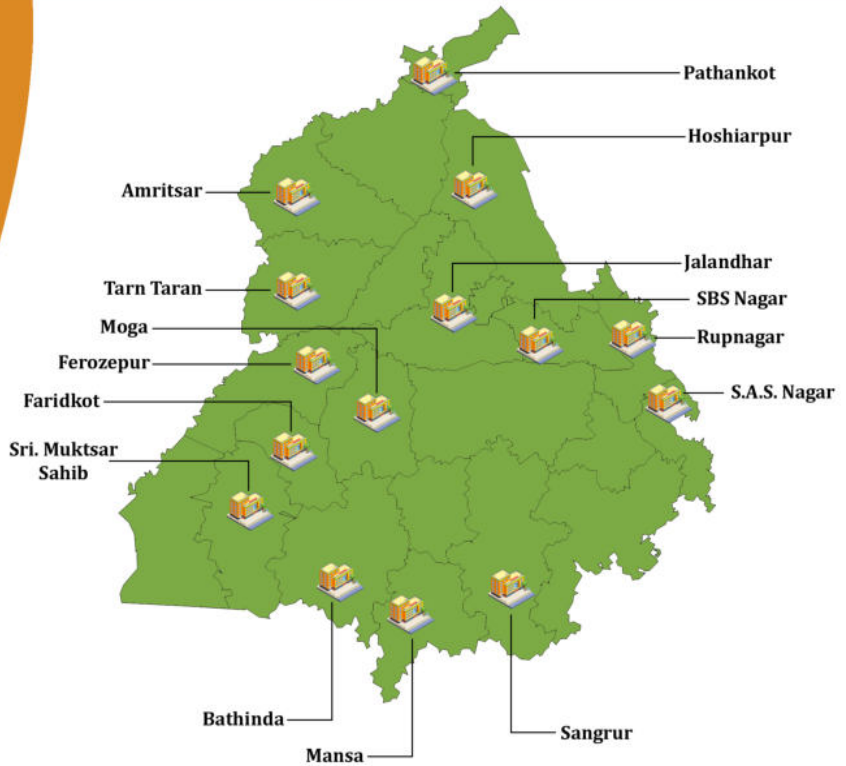 Pathankot
Hoshiarpur
Amritsar
Jalandhar
Tarn Taran
SBS Nagar
Moga
Rupnagar
Ferozepur
S.A.S. Nagar
Faridkot
Sri. Muktsar
Sahib
Bathinda
Sangrur
Mansa